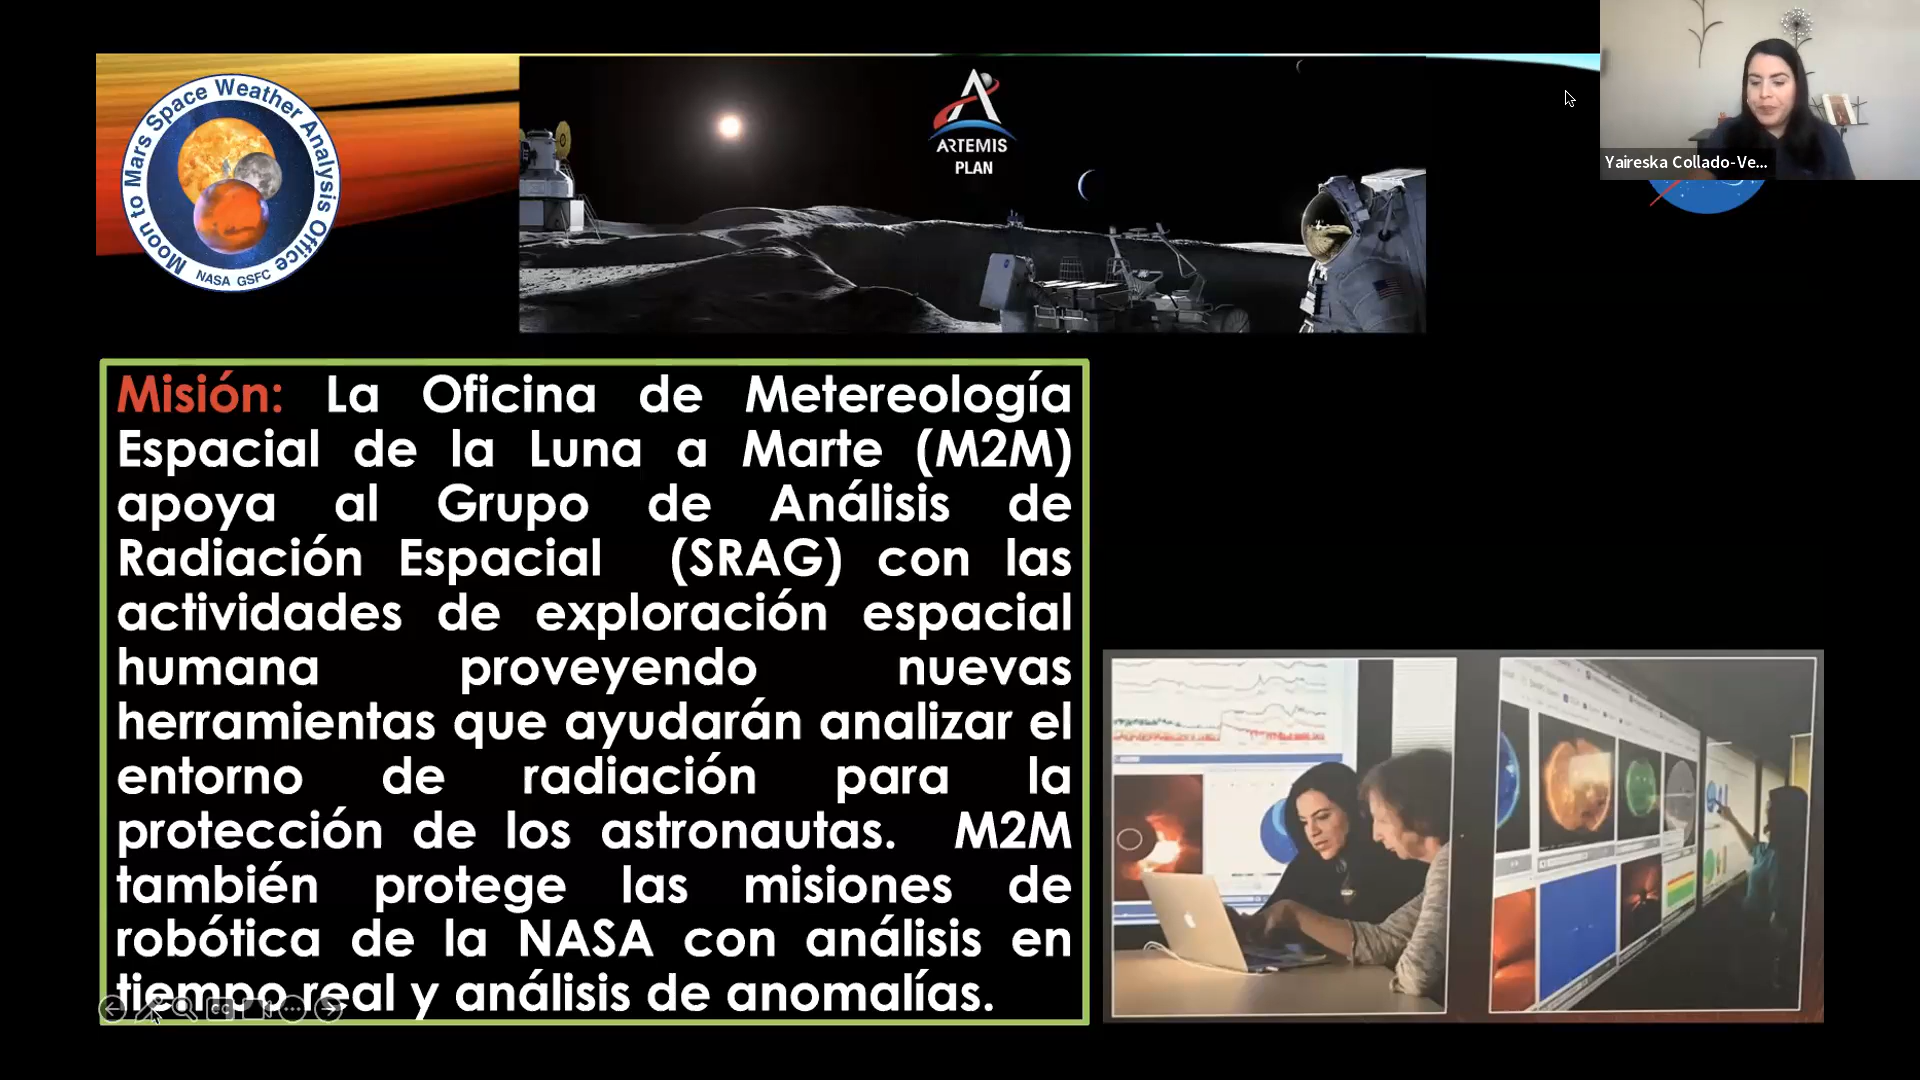 Moon to Mars Space Weather Analysis Office
NASA GSFC
ARTEMIS
PLAN
Yaireska Collado-Ve...
Misión: La Oficina de Metereología
Espacial de la Luna a Marte (M2M)
apoya al Grupo de Análisis de
Radiación Espacial (SRAG) con las
actividades de exploración espacial
humana proveyendo nuevas
herramientas que ayudarán analizar el
entorno de radiación para la
protección de los astronautas. M2M
también protege las misiones de
robótica de la NASA con análisis en
tiempo real y análisis de anomalías.